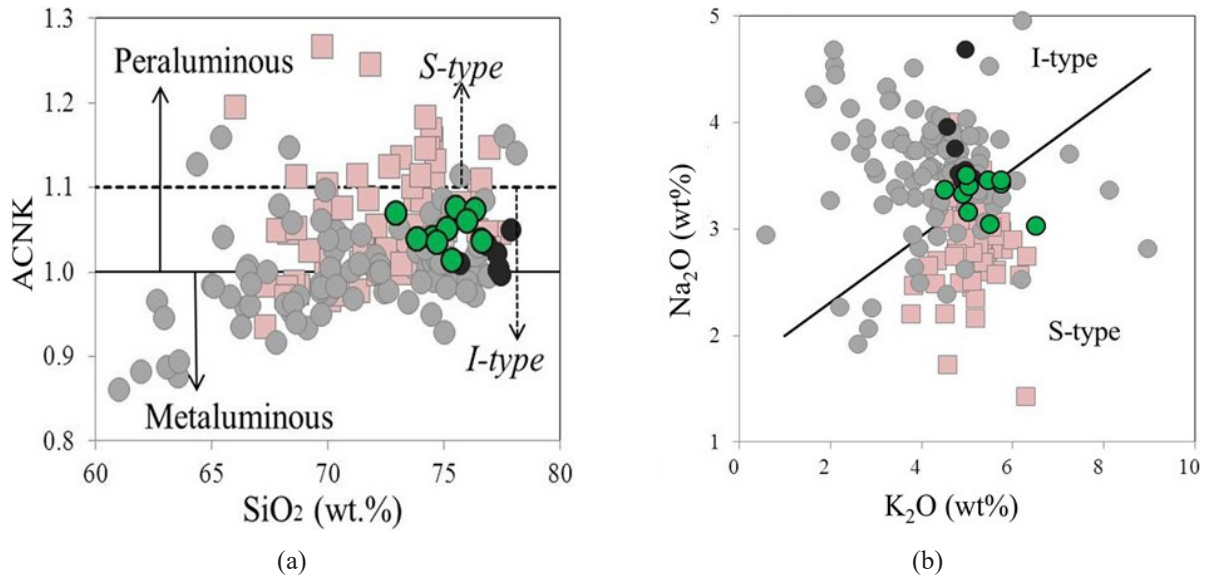 1.3
1.2
1.1
1.0
0.9
0.8
ACNK
Peraluminous
S-type
I-type
Metaluminous
60 65 70 75 80
SiO₂ (wt.%)
(a)
5
4
3
2
1
Na₂O (wt%)
I-type
S-type
0 2 4 6 8 10
K₂O (wt%)
(b)